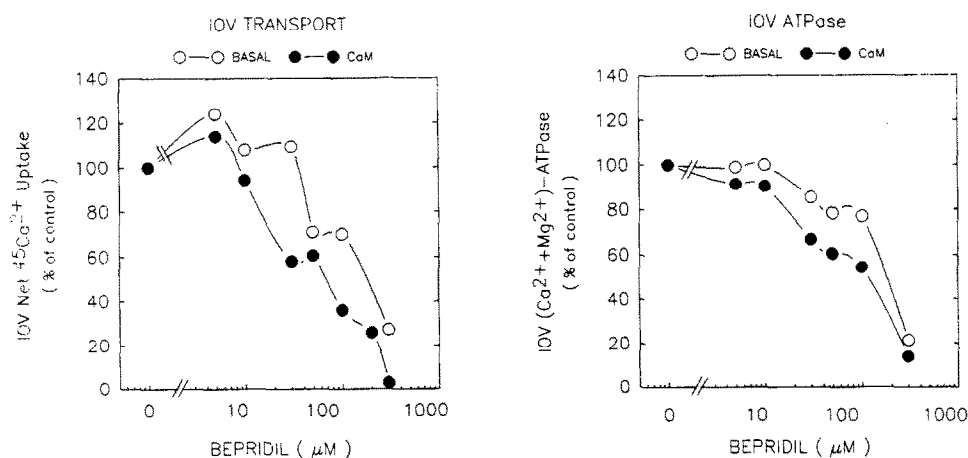 IOV TRANSPORT
BASAL CaM
IOV Net 45Ca2+ Uptake
( % of control)
140
120
100
80
60
40
20
0
0 10 100 1000
BEPRIDIL ( μM )
IOV ATPase
BASAL CaM
IOV (Ca2++Mg2+)-ATPase
(% of control)
140
120
100
80
60
40
20
0
0 10 100 1000
BEPRIDIL ( μM )